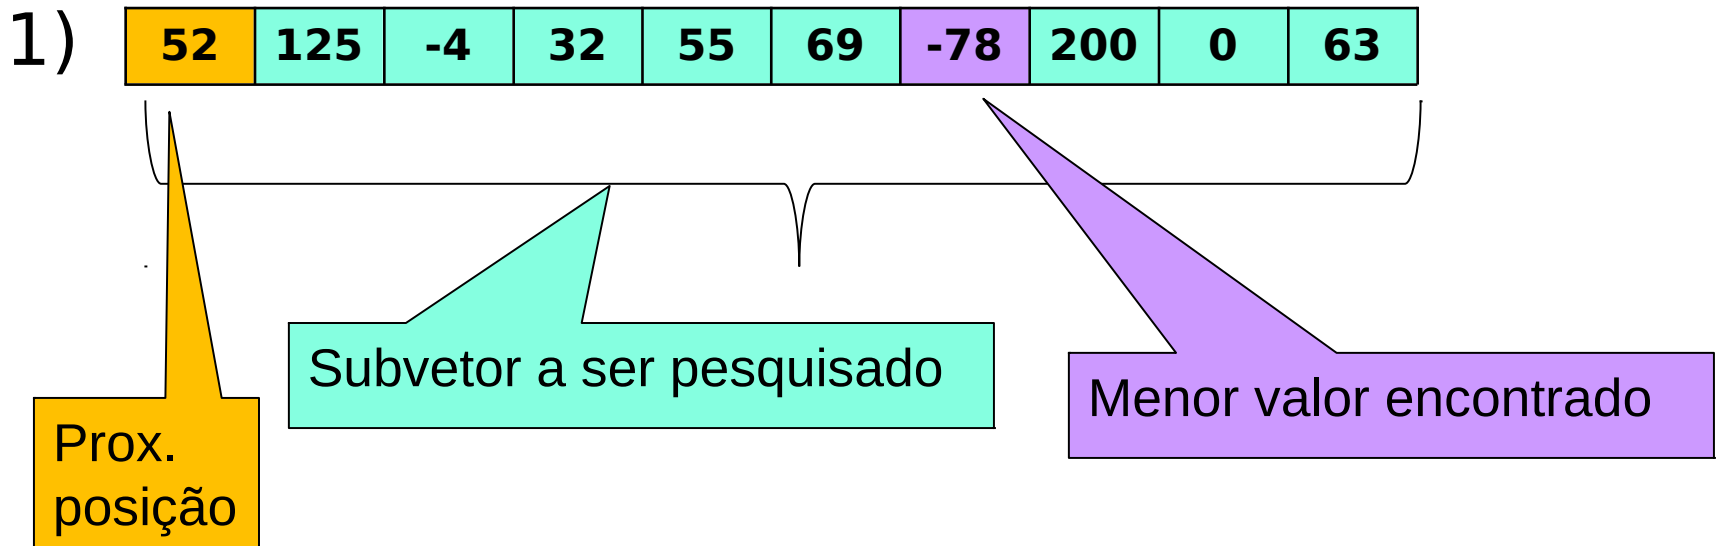 1) 52 125 -4 32 55 69 -78 200 0 63
Subvetor a ser pesquisado
Menor valor encontrado
Prox.
posição